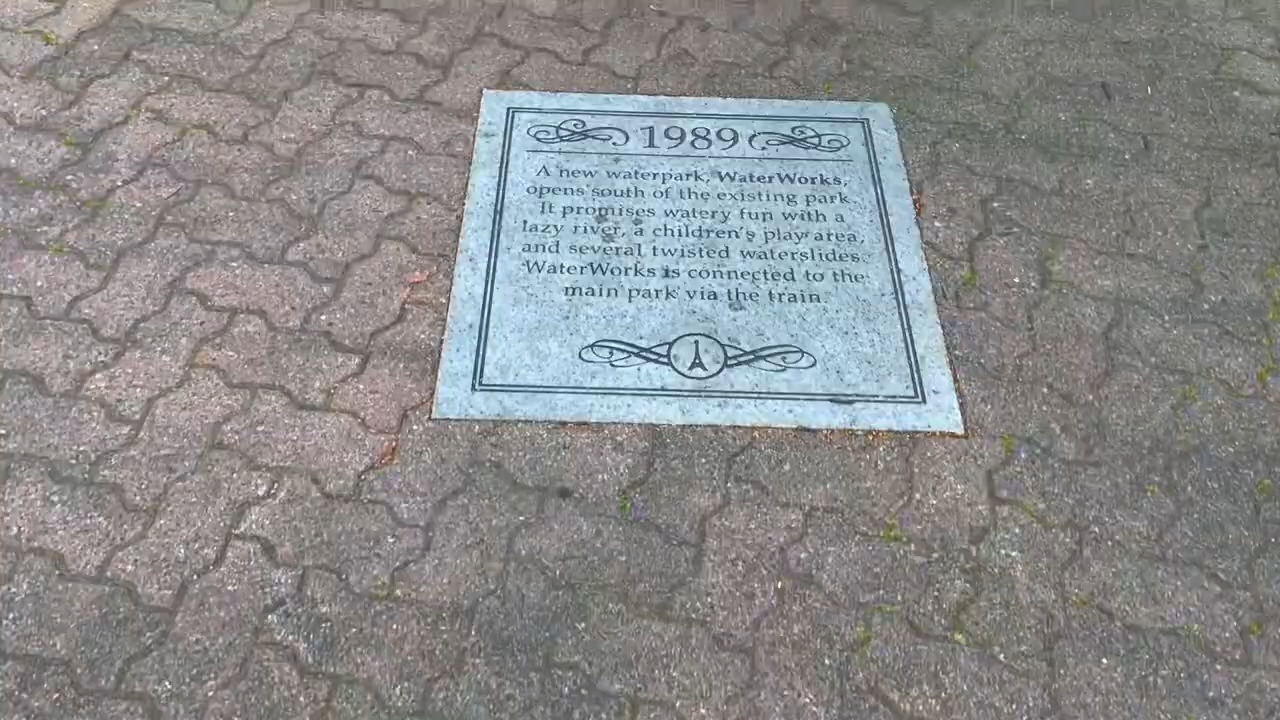 1989
A new waterpark, WaterWorks,
opens south of the existing park.
It promises watery fun with a
lazy river, a children's play area,
and several twisted waterslides.
WaterWorks is connected to the
main park via the train.